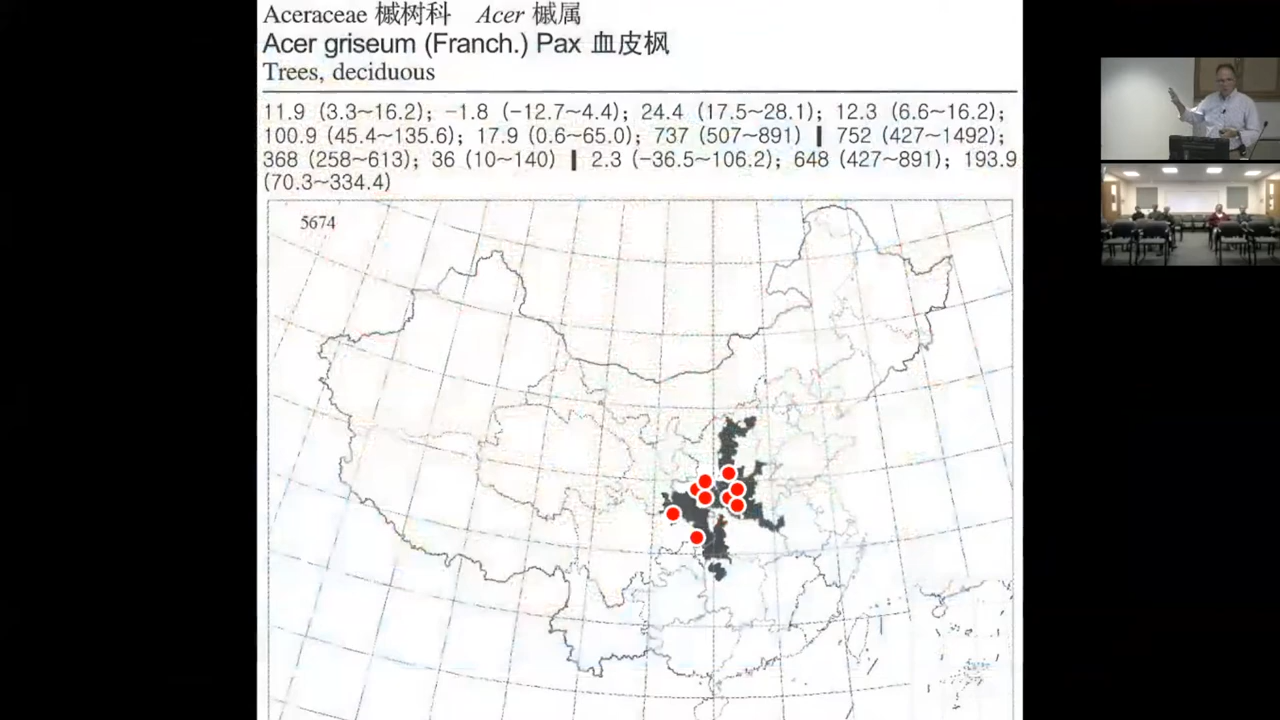 Aceraceae 槭树科 Acer 槭属
Acer griseum (Franch.) Pax 血皮枫
Trees, deciduous
11.9 (3.3~16.2); −1.8 (−12.7~4.4); 24.4 (17.5~28.1); 12.3 (6.6~16.2);
100.9 (45.4~135.6); 17.9 (0.6~65.0); 737 (507~891) ❙ 752 (427~1492);
368 (258~613); 36 (10~140) ❙ 2.3 (−36.5~106.2); 648 (427~891); 193.9
(70.3~334.4)
5674